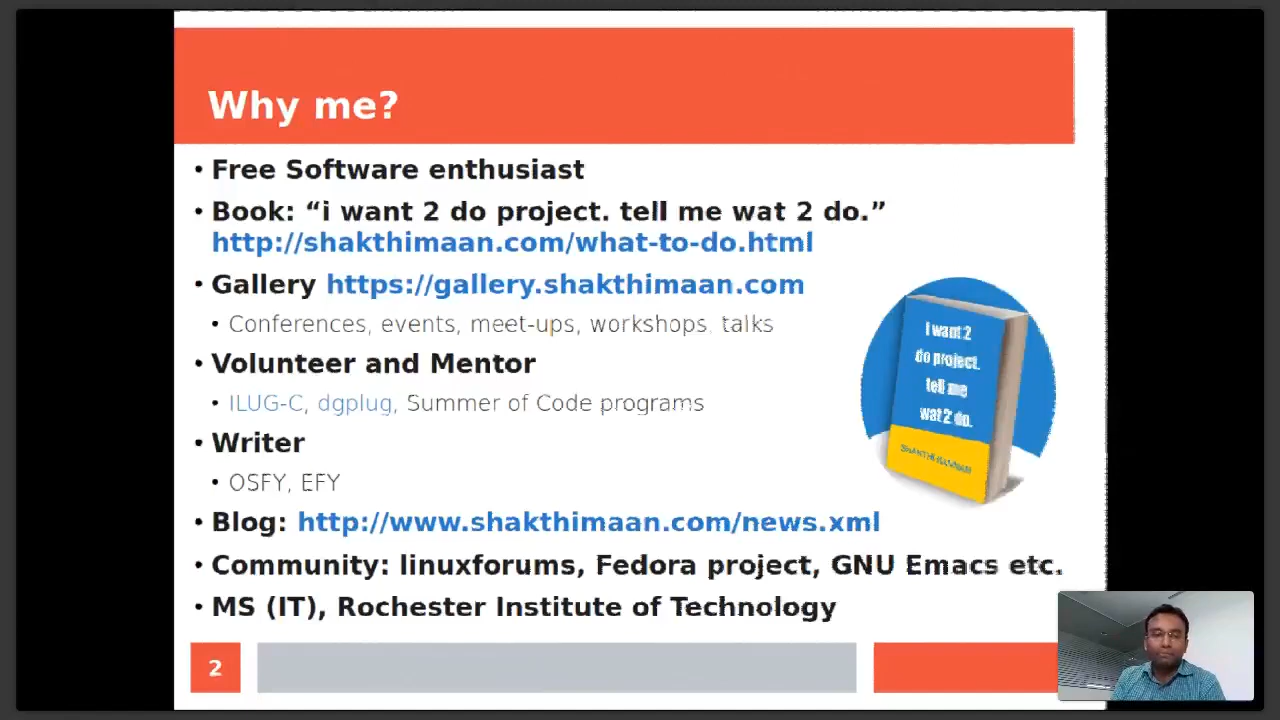 Why me?
• Free Software enthusiast
• Book: “i want 2 do project. tell me wat 2 do.”
http://shakthimaan.com/what-to-do.html
• Gallery https://gallery.shakthimaan.com
• Conferences, events, meet-ups, workshops, talks
• Volunteer and Mentor
• ILUG-C, dgplug, Summer of Code programs
• Writer
• OSFY, EFY
• Blog: http://www.shakthimaan.com/news.xml
• Community: linuxforums, Fedora project, GNU Emacs etc.
• MS (IT), Rochester Institute of Technology
i want 2
do project.
tell me
wat 2 do.
2